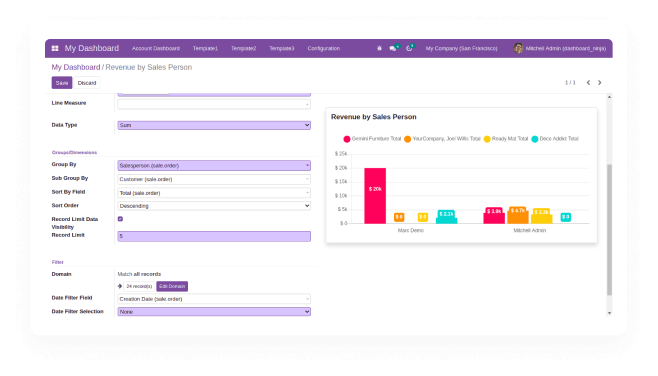 My Dashboard Account Dashboard Template1 Template2 Template3 Configuration My Company (San Francisco) Mitchell Admin (dashboard_ninja)
My Dashboard / Revenue by Sales Person
Save Discard 1 / 1
Line Measure
Data Type Sum
Groups/Dimensions
Group By Salesperson (sale.order)
Sub Group By Customer (sale.order)
Sort By Field Total (sale.order)
Sort Order Descending
Record Limit Data Visibility
Record Limit 5
Filter
Domain Match all records
24 record(s) Edit Domain
Date Filter Field Creation Date (sale.order)
Date Filter Selection None
Revenue by Sales Person
Gemini Furniture Total YourCompany, Joel Willis Total Ready Mat Total Deco Addict Total
$ 25k
$ 20k
$ 15k
$ 10k
$ 5k
$ 0
$ 20k $ 0 $ 0 $ 2.1k $ 3.8k $ 4.7k $ 0
Marc Demo Mitchell Admin